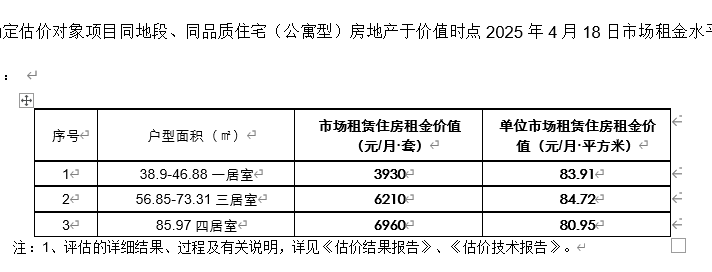 定估价对象项目同地段、同品质住宅（公寓型）房地产于价值时点 2025 年 4 月 18 日市场租金水平
：
序号 户型面积（㎡） 市场租赁住房租金价值（元/月·套） 单位市场租赁住房租金价值（元/月·平方米）
1 38.9-46.88 一居室 3930 83.91
2 56.85-73.31 三居室 6210 84.72
3 85.97 四居室 6960 80.95
注：1、评估的详细结果、过程及有关说明，详见《估价结果报告》、《估价技术报告》。